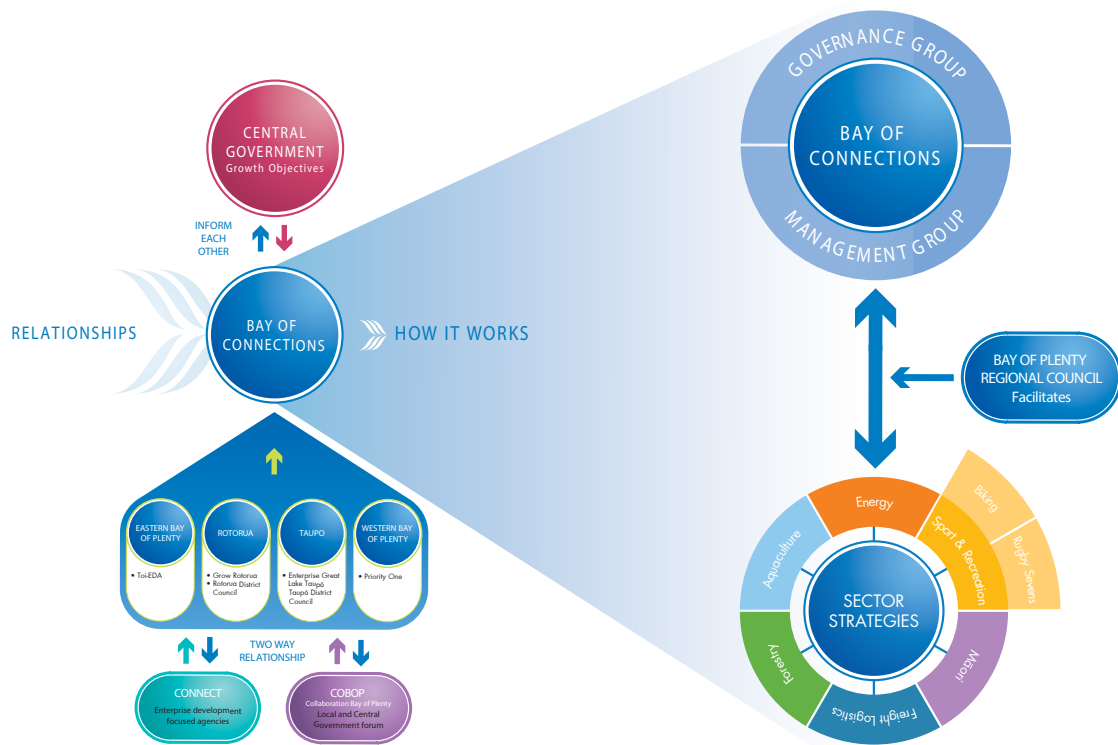 CENTRAL
GOVERNMENT
Growth Objectives
INFORM
EACH
OTHER
RELATIONSHIPS
BAY OF
CONNECTIONS
HOW IT WORKS
EASTERN BAY
OF PLENTY
• Toi-EDA
ROTORUA
• Grow Rotorua
• Rotorua District
Council
TAUPO
• Enterprise Great
Lake Taupō
Taupō District
Council
WESTERN BAY
OF PLENTY
• Priority One
TWO WAY
RELATIONSHIP
CONNECT
Enterprise development
focused agencies
COBOP
Collaboration Bay of Plenty
Local and Central
Government forum
GOVERNANCE GROUP
BAY OF
CONNECTIONS
MANAGEMENT GROUP
BAY OF PLENTY
REGIONAL COUNCIL
Facilitates
Energy
Sport & Recreation
Biking
Rugby Sevens
Māori
Freight Logistics
Forestry
Aquaculture
SECTOR
STRATEGIES